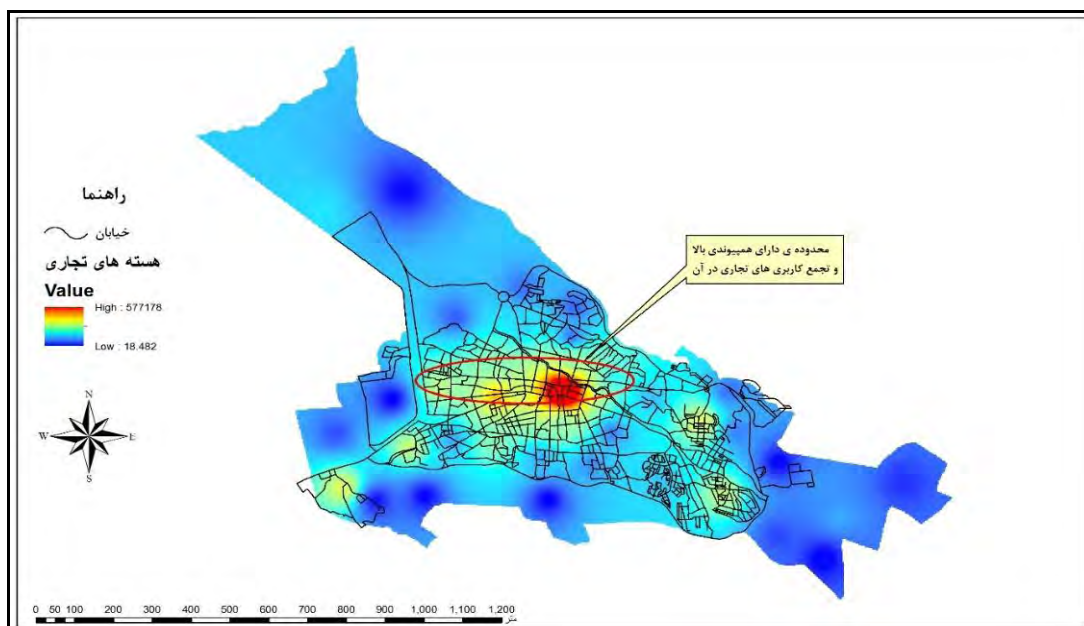 محدوده ی دارای همپیوندی بالا
و تجمع کاربری های تجاری در آن
راهنما
خیابان
هسته های تجاری
Value
High : 577178
Low : 18.482
N
W E
S
0 50 100 200 300 400 500 600 700 800 900 1,000 1,100 1,200
متر